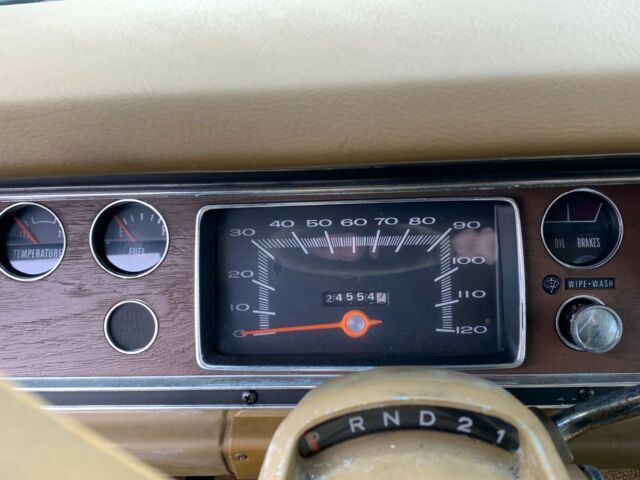 30 40 50 60 70 80 90
20 100
10 110
0 120
24554
TEMPERATURE
E F
FUEL
OIL BRAKES
WIPE•WASH
P R N D 2 1